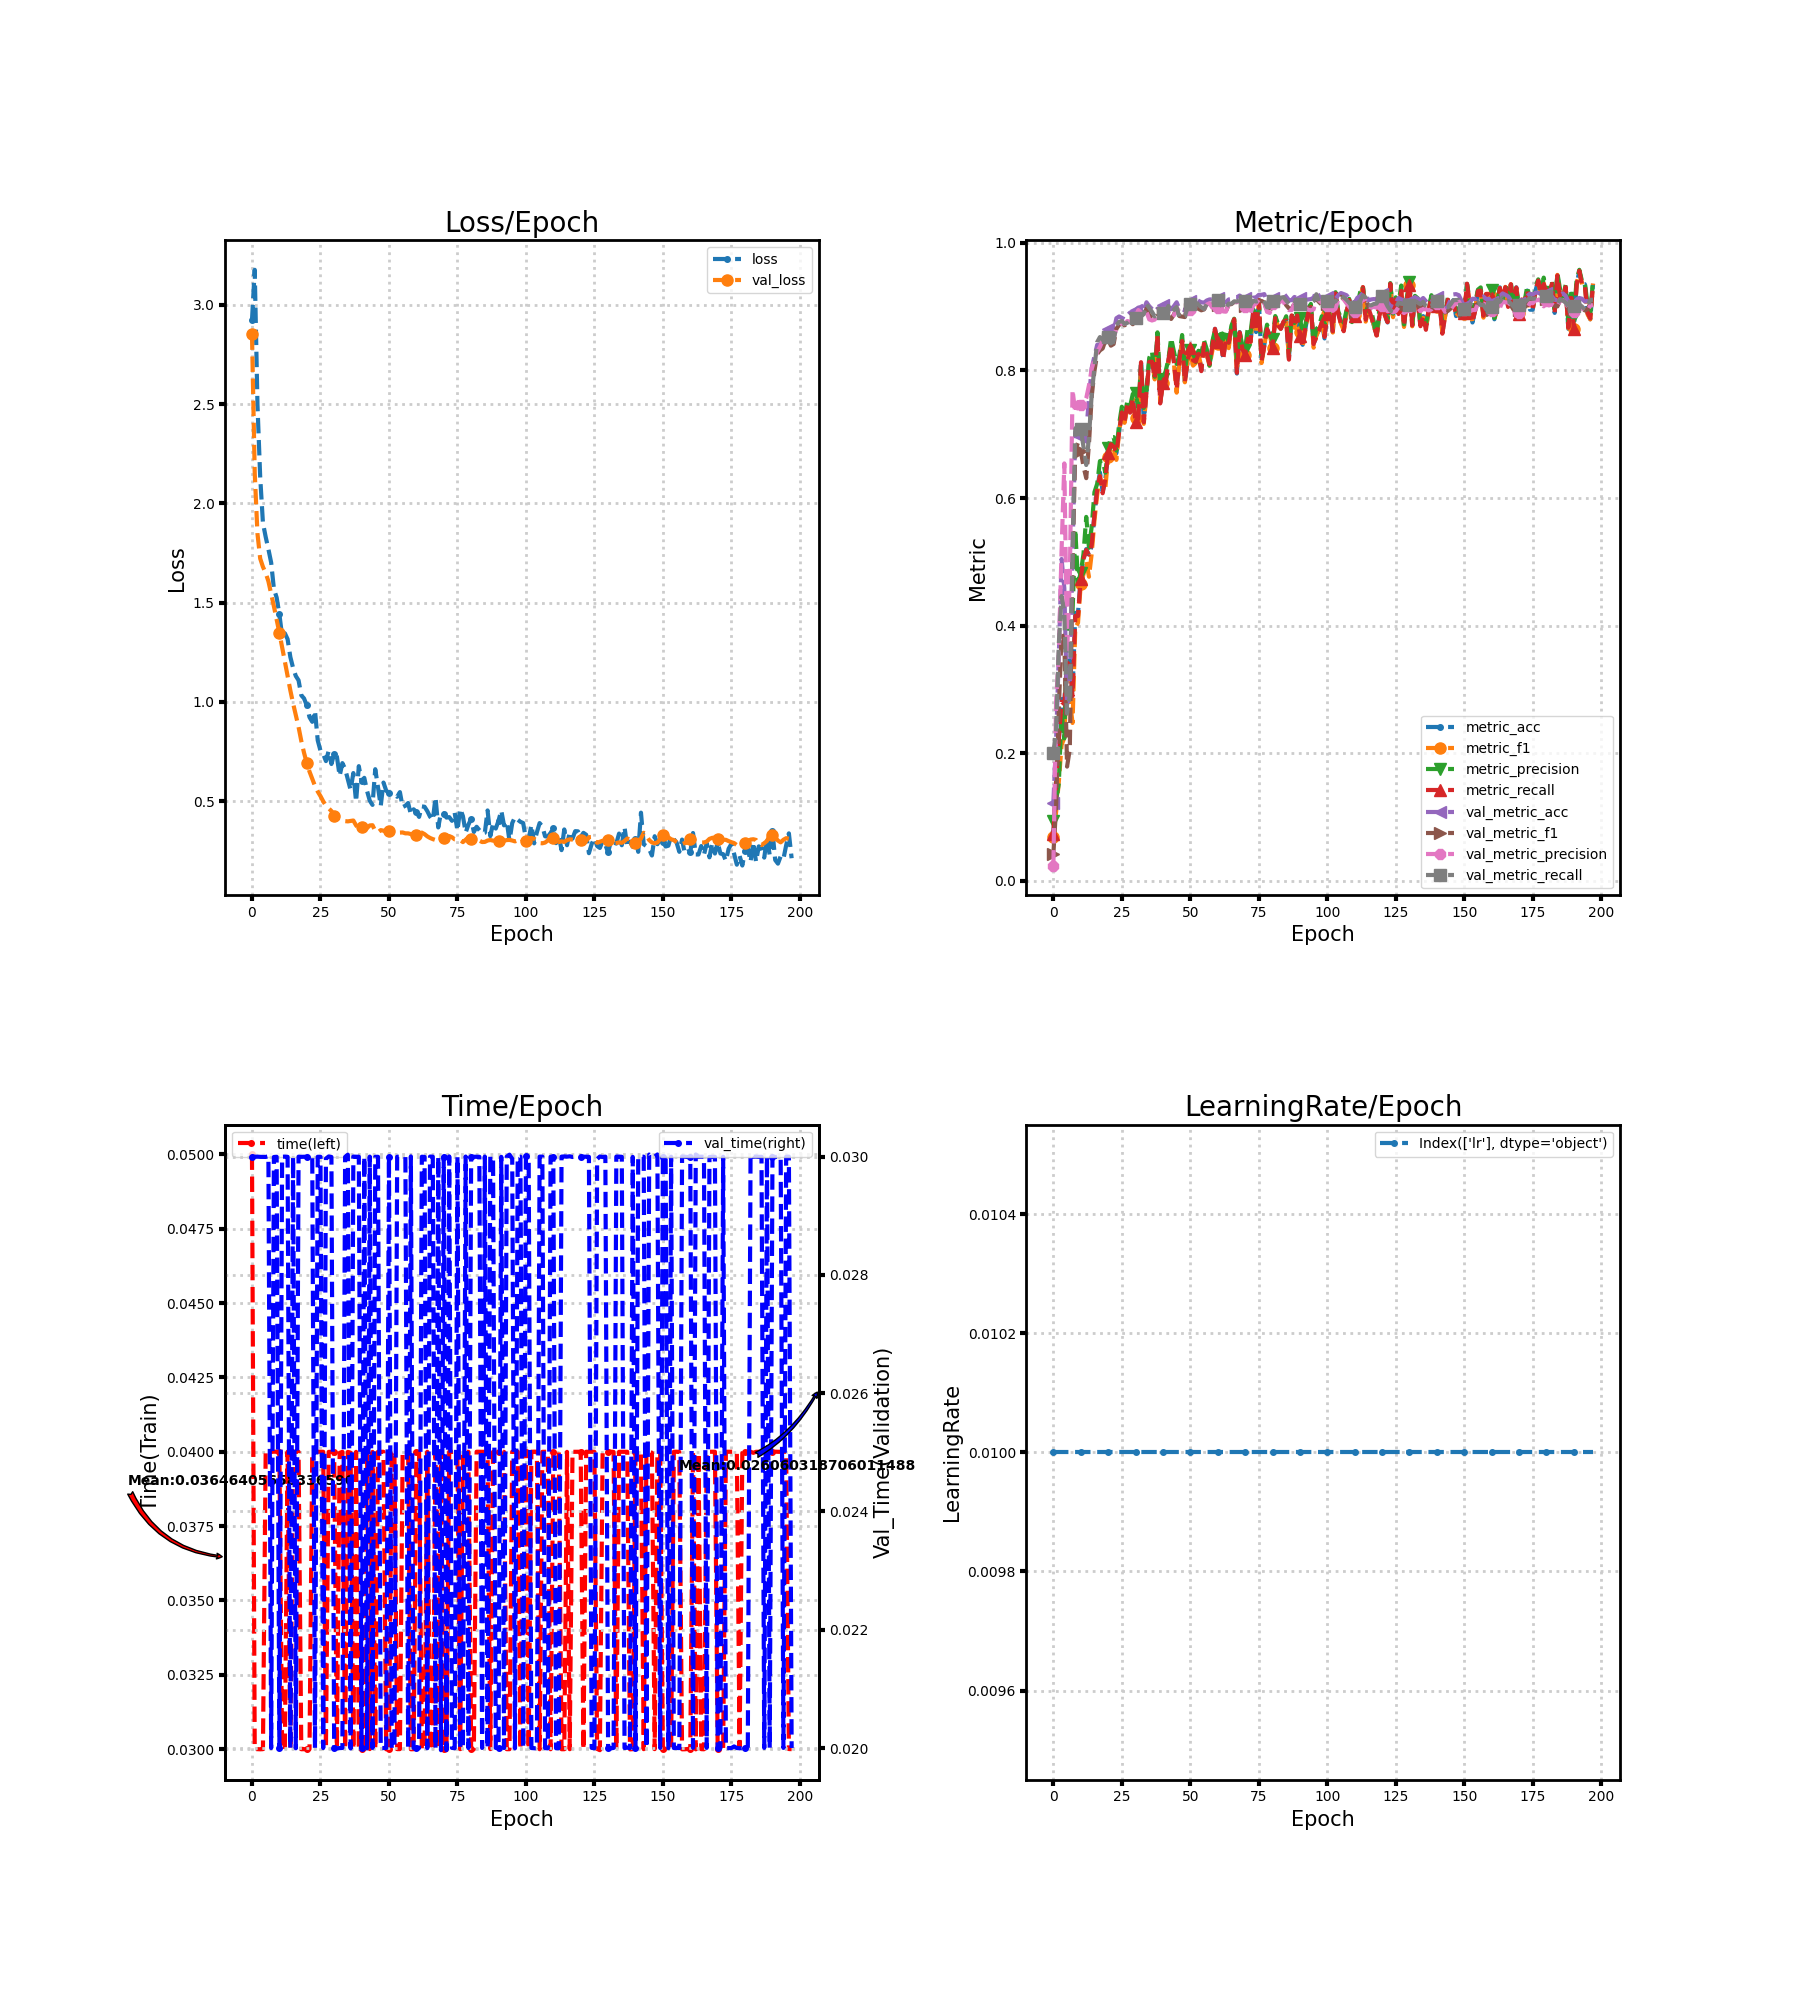 Loss/Epoch
loss
val_loss
3.0
2.5
2.0
1.5
1.0
0.5
Loss
0 25 50 75 100 125 150 175 200
Epoch
Metric/Epoch
1.0
0.8
0.6
0.4
0.2
0.0
Metric
metric_acc
metric_f1
metric_precision
metric_recall
val_metric_acc
val_metric_f1
val_metric_precision
val_metric_recall
0 25 50 75 100 125 150 175 200
Epoch
Time/Epoch
time(left)
val_time(right)
0.0500
0.0475
0.0450
0.0425
0.0400
0.0375
0.0350
0.0325
0.0300
Time(Train)
0.030
0.028
0.026
0.024
0.022
0.020
Val_Time(Validation)
Mean:0.026060318706011488
0 25 50 75 100 125 150 175 200
Epoch
LearningRate/Epoch
Index(['lr'], dtype='object')
0.0104
0.0102
0.0100
0.0098
0.0096
LearningRate
0 25 50 75 100 125 150 175 200
Epoch